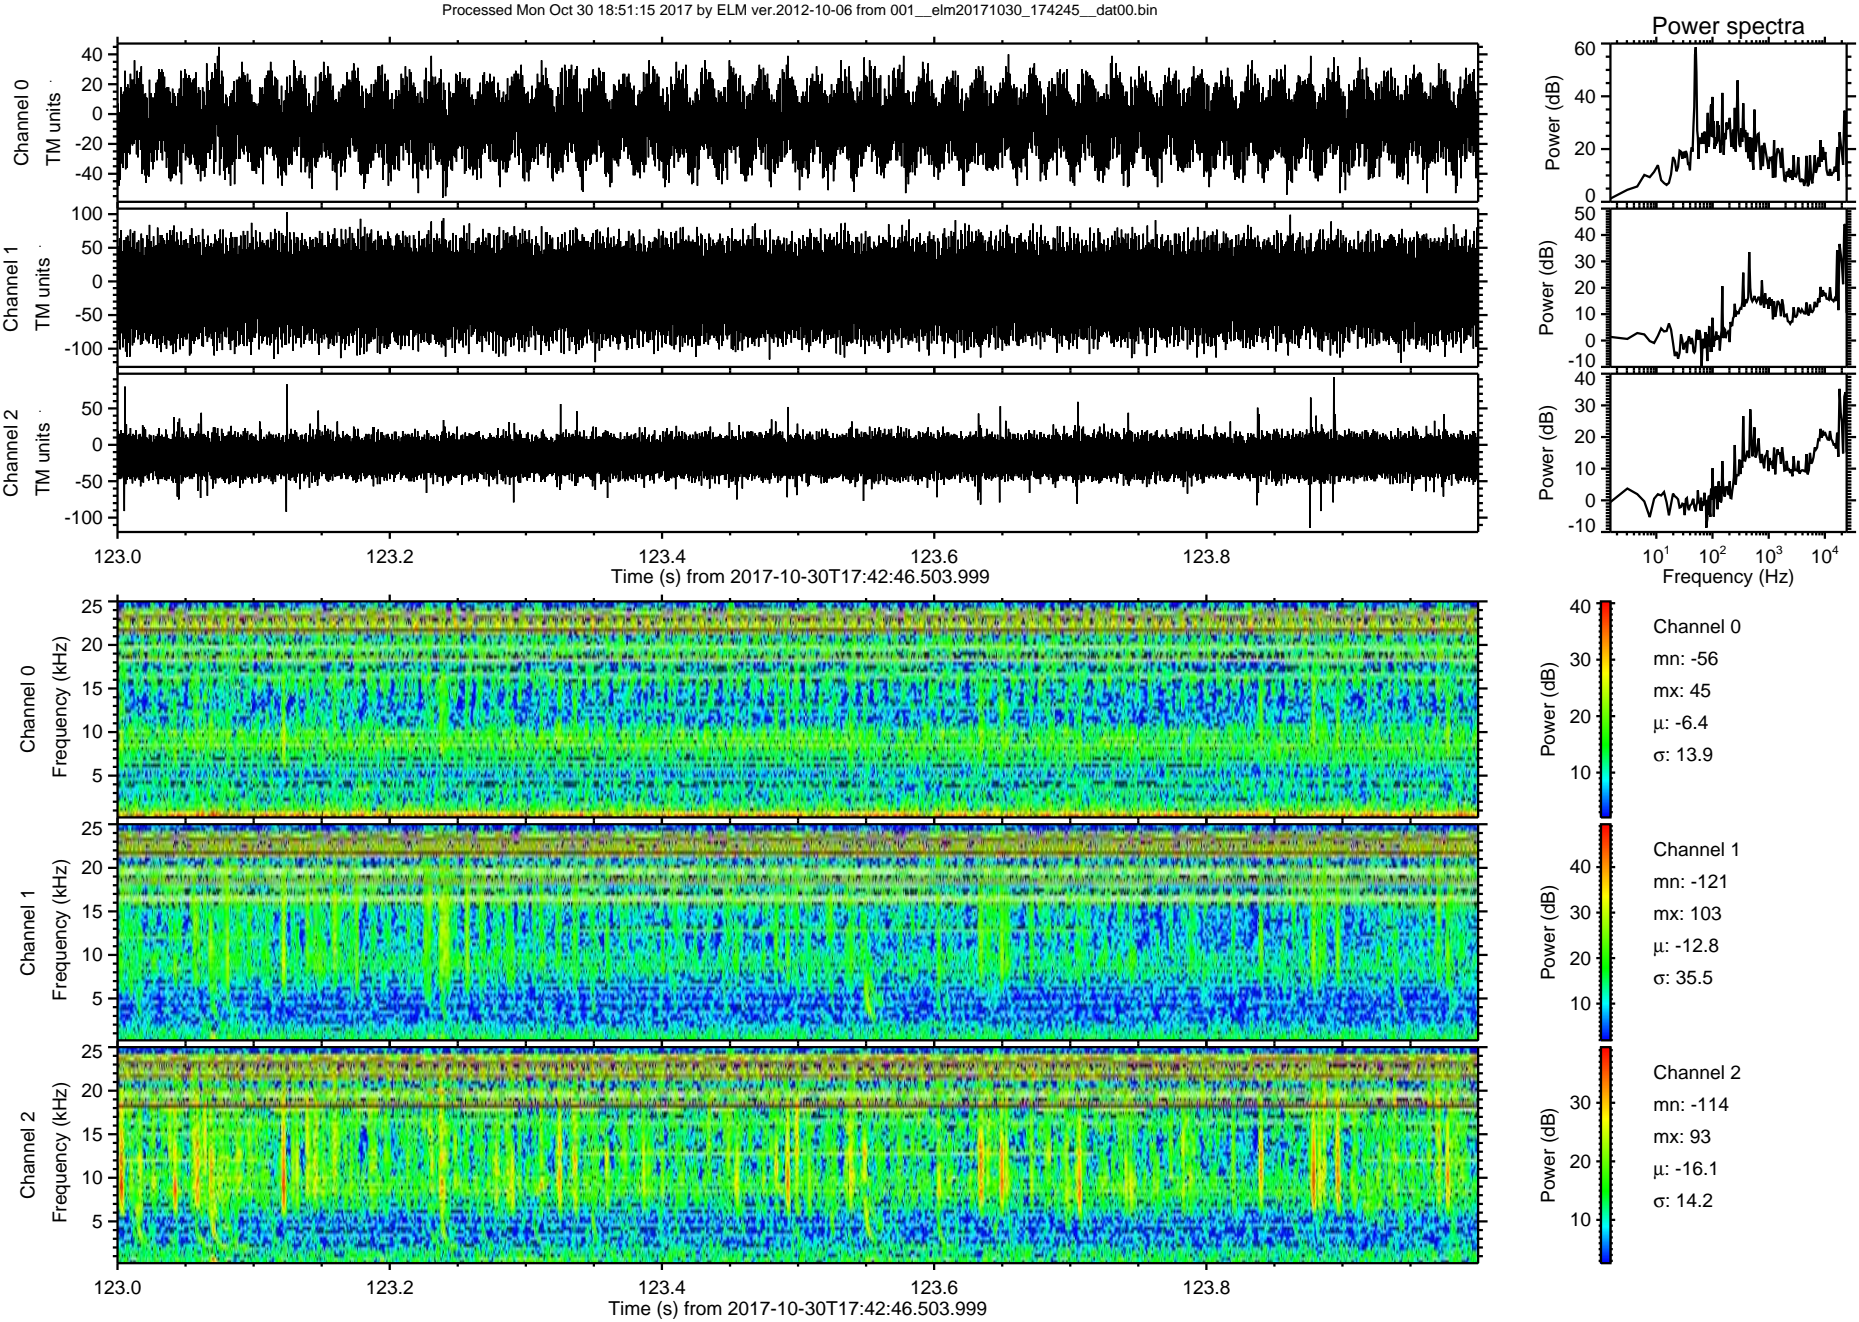 Processed Mon Oct 30 18:51:15 2017 by ELM ver.2012-10-06 from 001__elm20171030_174245__dat00.bin
Power spectra
Channel 0
TM units
40
20
0
-20
-40
Power (dB)
60
40
20
0
Channel 1
TM units
100
50
0
-50
-100
Power (dB)
50
40
30
20
10
0
-10
Channel 2
TM units
50
0
-50
-100
Power (dB)
40
30
20
10
0
-10
123.0
123.2
123.4
123.6
123.8
Time (s) from 2017-10-30T17:42:46.503.999
10¹
10²
10³
10⁴
Frequency (Hz)
Channel 0
Frequency (kHz)
25
20
15
10
5
Power (dB)
40
30
20
10
Channel 0
mn: -56
mx: 45
µ: -6.4
σ: 13.9
Channel 1
Frequency (kHz)
25
20
15
10
5
Power (dB)
40
30
20
10
Channel 1
mn: -121
mx: 103
µ: -12.8
σ: 35.5
Channel 2
Frequency (kHz)
25
20
15
10
5
Power (dB)
30
20
10
Channel 2
mn: -114
mx: 93
µ: -16.1
σ: 14.2
123.0
123.2
123.4
123.6
123.8
Time (s) from 2017-10-30T17:42:46.503.999